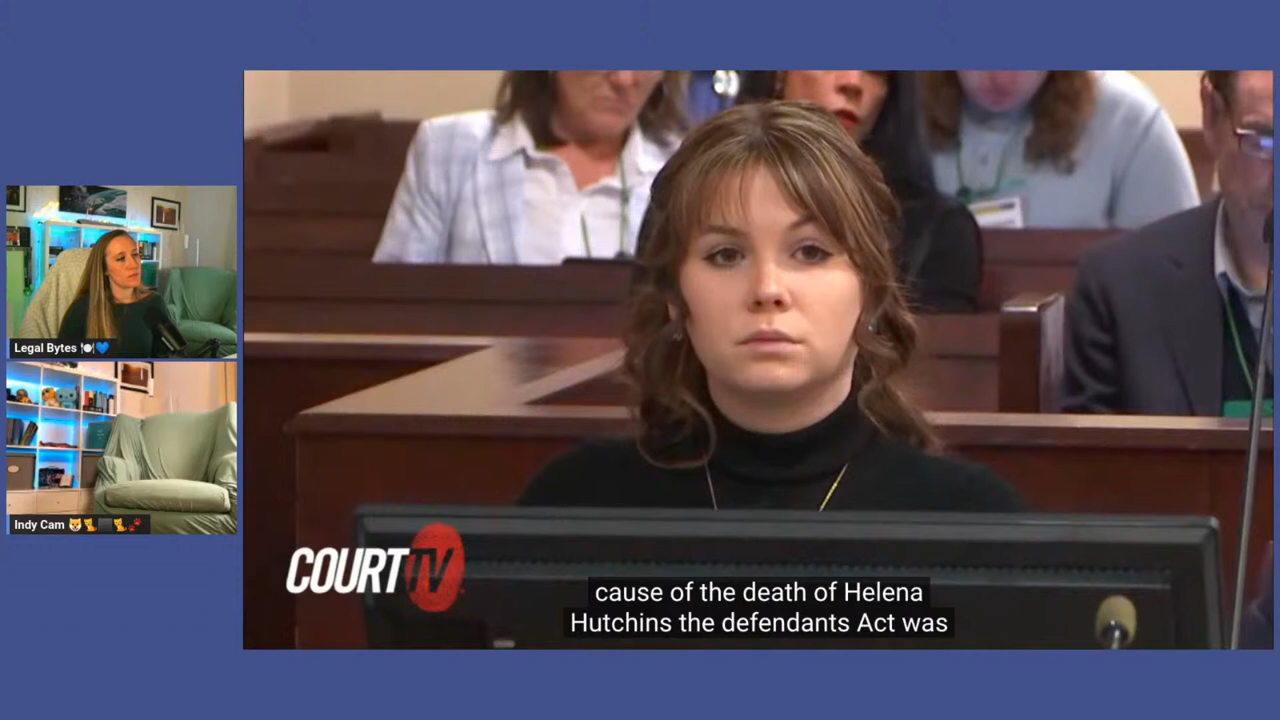 Legal Bytes 🍽💙
Indy Cam 🐱🐈⬛🐈🐾
COURT TV
cause of the death of Helena
Hutchins the defendants Act was